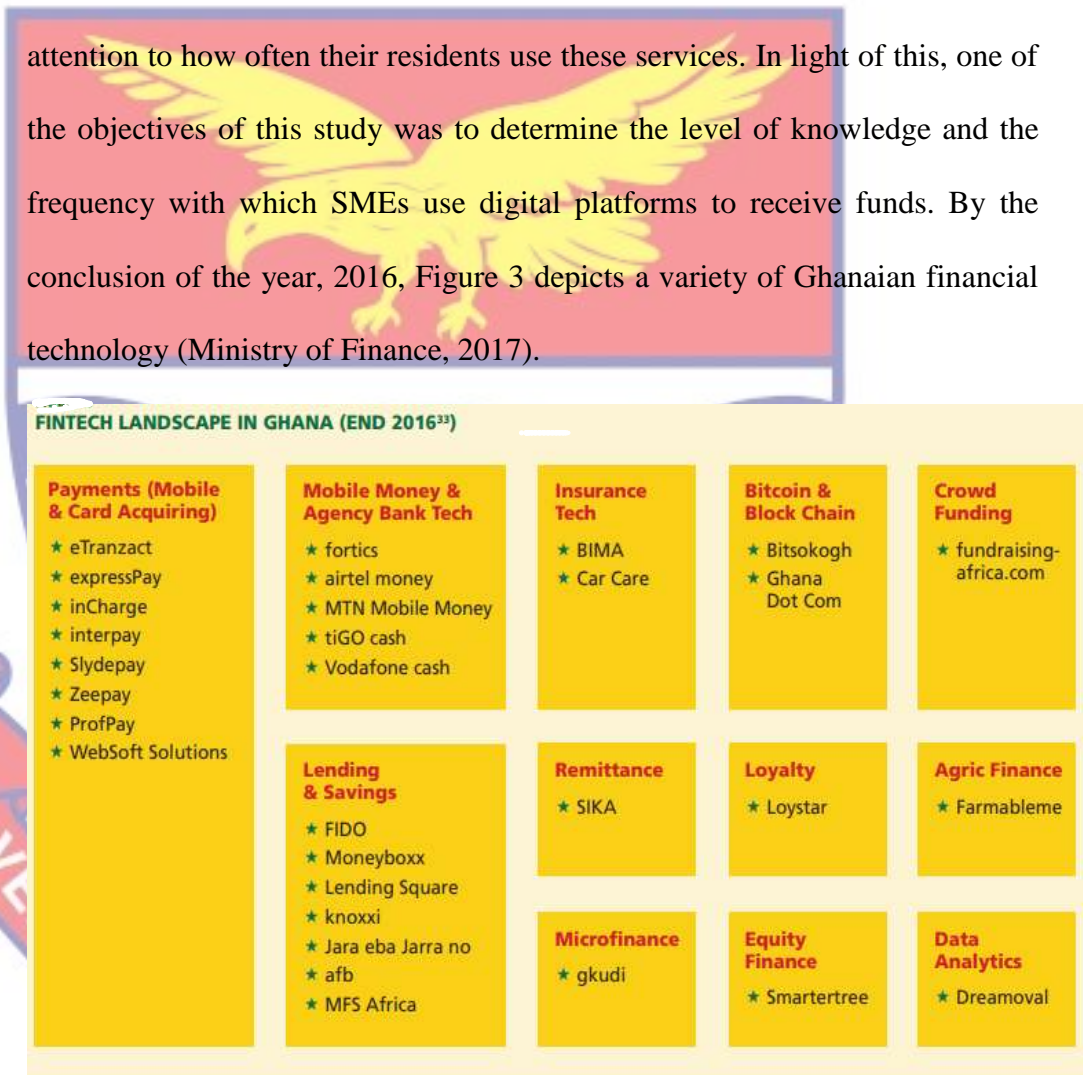 attention to how often their residents use these services. In light of this, one of
the objectives of this study was to determine the level of knowledge and the
frequency with which SMEs use digital platforms to receive funds. By the
conclusion of the year, 2016, Figure 3 depicts a variety of Ghanaian financial
technology (Ministry of Finance, 2017).
FINTECH LANDSCAPE IN GHANA (END 2016³³)
Payments (Mobile
& Card Acquiring)
★ eTranzact
★ expressPay
★ inCharge
★ interpay
★ Slydepay
★ Zeepay
★ ProfPay
★ WebSoft Solutions
Mobile Money &
Agency Bank Tech
★ fortics
★ airtel money
★ MTN Mobile Money
★ tiGO cash
★ Vodafone cash
Insurance
Tech
★ BIMA
★ Car Care
Bitcoin &
Block Chain
★ Bitsokogh
★ Ghana
Dot Com
Crowd
Funding
★ fundraising-
africa.com
Lending
& Savings
★ FIDO
★ Moneyboxx
★ Lending Square
★ knoxxi
★ Jara eba Jarra no
★ afb
★ MFS Africa
Remittance
★ SIKA
Loyalty
★ Loystar
Agric Finance
★ Farmableme
Microfinance
★ gkudi
Equity
Finance
★ Smartertree
Data
Analytics
★ Dreamoval